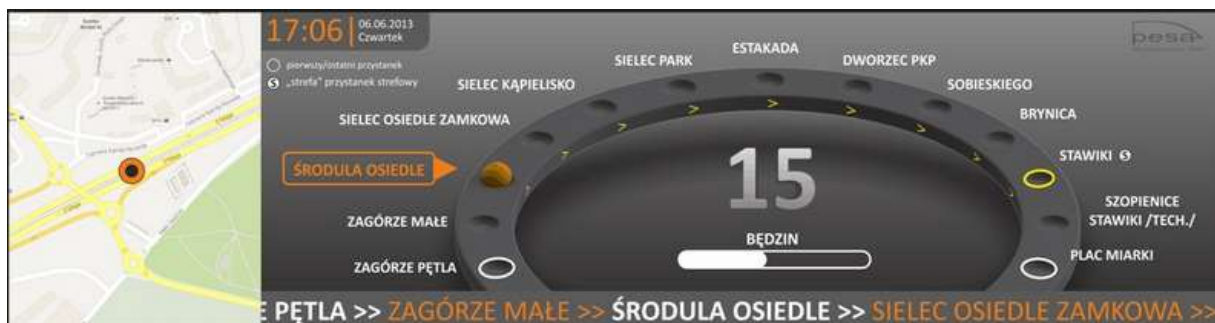 17:06
06.06.2013
Czwartek
pesa
pierwszy/ostatni przystanek
„strefa" przystanek strefowy
ESTAKADA
SIELEC PARK
DWORZEC PKP
SIELEC KĄPIELISKO
SOBIESKIEGO
SIELEC OSIEDLE ZAMKOWA
BRYNICA
ŚRODULA OSIEDLE
STAWIKI S
15
ZAGÓRZE MAŁE
SZOPIENICE
STAWIKI /TECH./
BĘDZIN
ZAGÓRZE PĘTLA
PLAC MIARKI
E PĘTLA >> ZAGÓRZE MAŁE >> ŚRODULA OSIEDLE >> SIELEC OSIEDLE ZAMKOWA >>